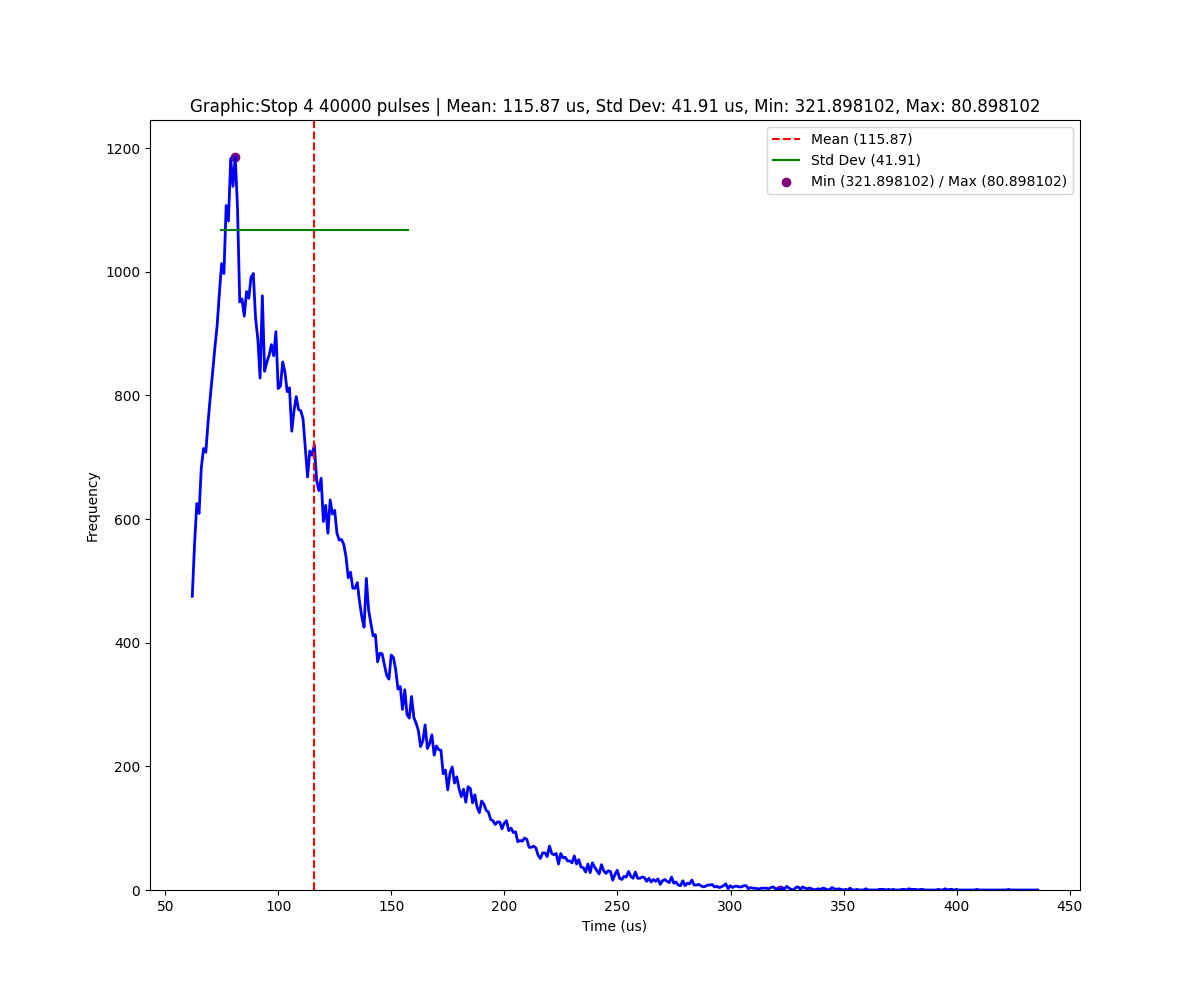 Graphic:Stop 4 40000 pulses | Mean: 115.87 us, Std Dev: 41.91 us, Min: 321.898102, Max: 80.898102
Mean (115.87)
Std Dev (41.91)
Min (321.898102) / Max (80.898102)
Frequency
1200
1000
800
600
400
200
0
50 100 150 200 250 300 350 400 450
Time (us)